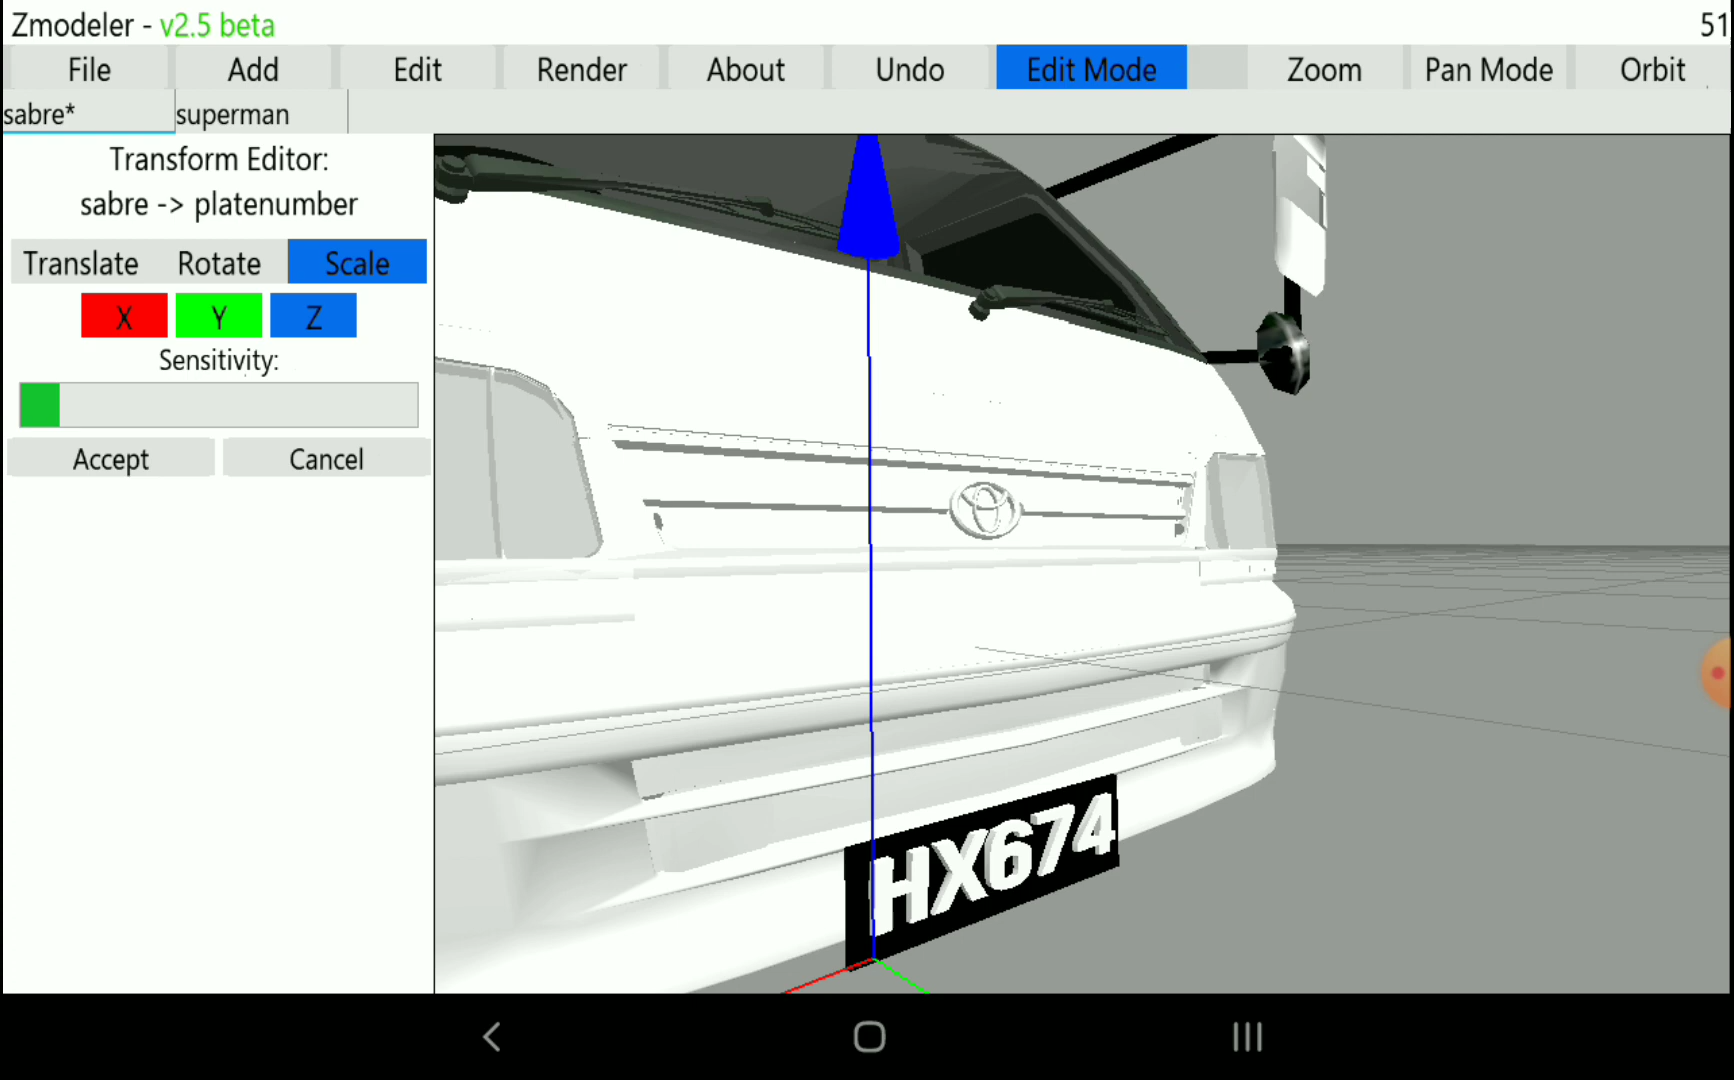 Zmodeler - v2.5 beta
51
File Add Edit Render About Undo Edit Mode Zoom Pan Mode Orbit
sabre* superman
Transform Editor:
sabre -> platenumber
Translate Rotate Scale
X Y Z
Sensitivity:
Accept Cancel
HX674